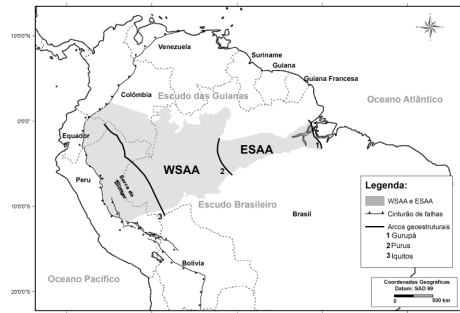 10°0'0"N
0°0'0"
10°0'0"S
20°0'0"S
Venezuela
Suriname
Guiana
Guiana Francesa
Colômbia
Escudo das Guianas
Oceano Atlântico
Equador
ESAA
WSAA
1
2
3
Peru
Serra do
Escudo Brasileiro
Brasil
Bolívia
Oceano Pacífico
Legenda:
WSAA e ESAA
Cinturão de falhas
Arcos geoestruturais
1 Gurupá
2 Purus
3 Iquitos
Coordenadas Geográficas
Datum: SAD 69
0 500 km